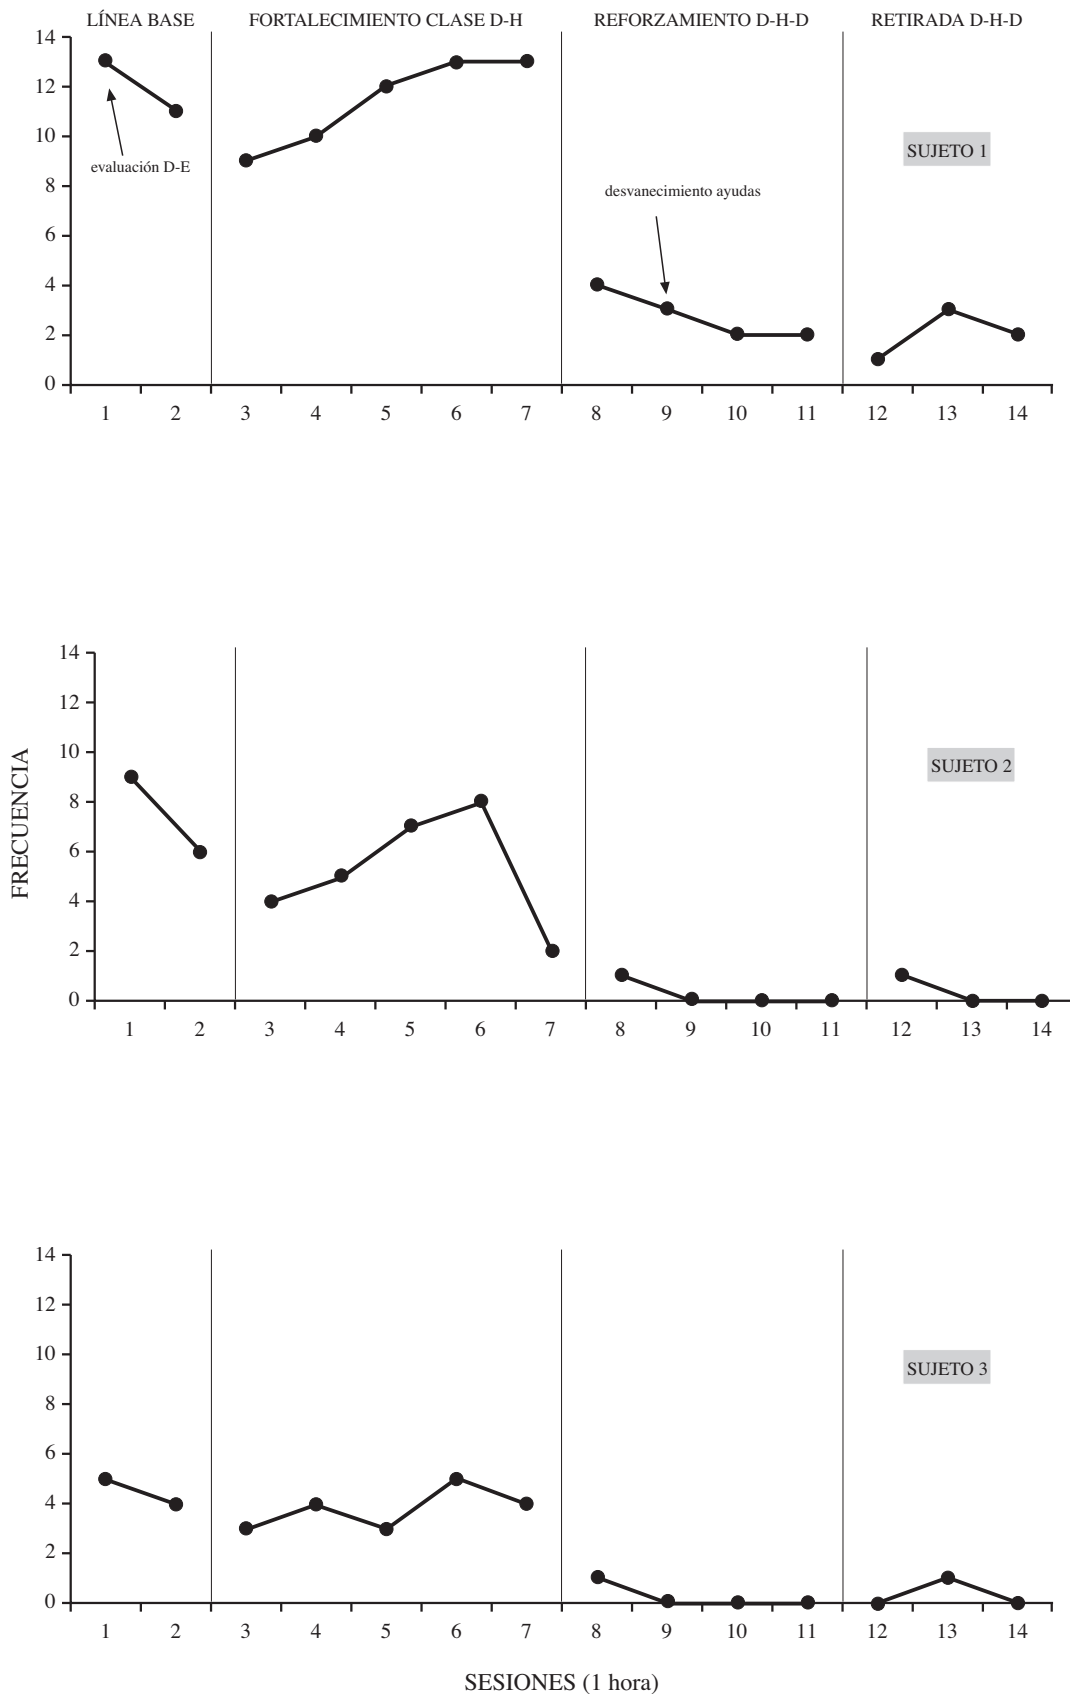 LÍNEA BASE FORTALECIMIENTO CLASE D-H REFORZAMIENTO D-H-D RETIRADA D-H-D
14
12
10
8
6
4
2
0
evaluación D-E
desvanecimiento ayudas
SUJETO 1
1 2 3 4 5 6 7 8 9 10 11 12 13 14
FRECUENCIA
14
12
10
8
6
4
2
0
SUJETO 2
1 2 3 4 5 6 7 8 9 10 11 12 13 14
14
12
10
8
6
4
2
0
SUJETO 3
1 2 3 4 5 6 7 8 9 10 11 12 13 14
SESIONES (1 hora)